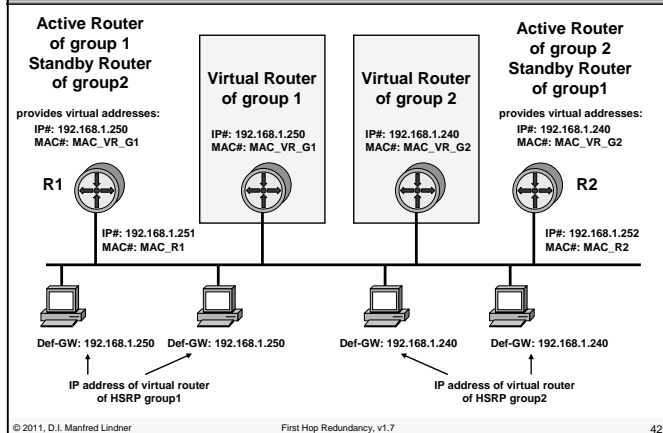 Active Router
of group 1
Standby Router
of group2
provides virtual addresses:
IP#: 192.168.1.250
MAC#: MAC_VR_G1
R1
IP#: 192.168.1.251
MAC#: MAC_R1
Virtual Router
of group 1
IP#: 192.168.1.250
MAC#: MAC_VR_G1
Virtual Router
of group 2
IP#: 192.168.1.240
MAC#: MAC_VR_G2
Active Router
of group 2
Standby Router
of group1
provides virtual addresses:
IP#: 192.168.1.240
MAC#: MAC_VR_G2
R2
IP#: 192.168.1.252
MAC#: MAC_R2
Def-GW: 192.168.1.250
Def-GW: 192.168.1.250
Def-GW: 192.168.1.240
Def-GW: 192.168.1.240
IP address of virtual router
of HSRP group1
IP address of virtual router
of HSRP group2
© 2011, D.I. Manfred Lindner
First Hop Redundancy, v1.7
42